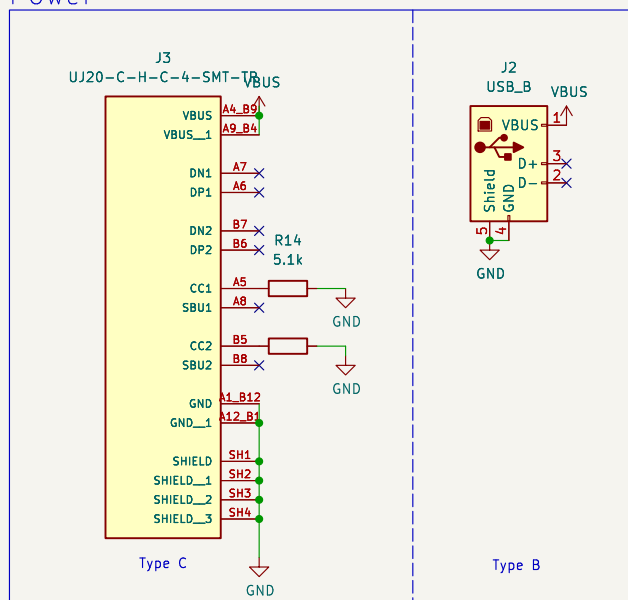 Power
J3
UJ20-C-H-C-4-SMT-TR
VBUS
VBUS A4_B9
VBUS__1 A9_B4
DN1 A7
DP1 A6
DN2 B7
DP2 B6
R14
5.1k
CC1 A5
SBU1 A8
GND
CC2 B5
SBU2 B8
GND
GND A1_B12
GND__1 A12_B1
SHIELD SH1
SHIELD__1 SH2
SHIELD__2 SH3
SHIELD__3 SH4
Type C
GND
J2
USB_B
VBUS
VBUS 1
D+ 3
D- 2
Shield 5
GND 4
GND
Type B